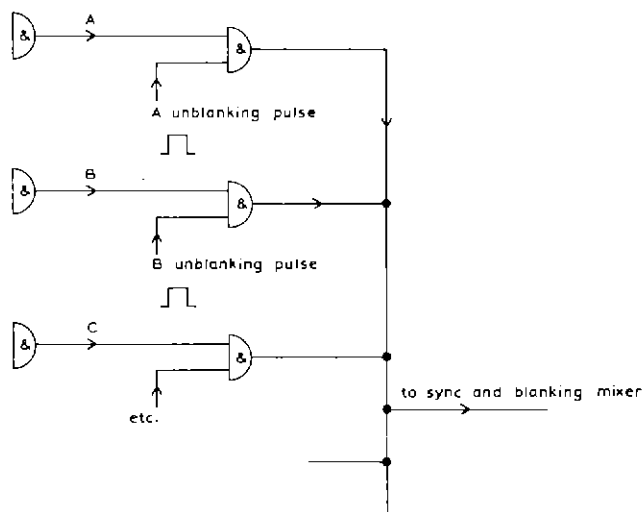 A
&
&
A unblanking pulse
B
&
&
B unblanking pulse
C
&
&
to sync and blanking mixer
etc.